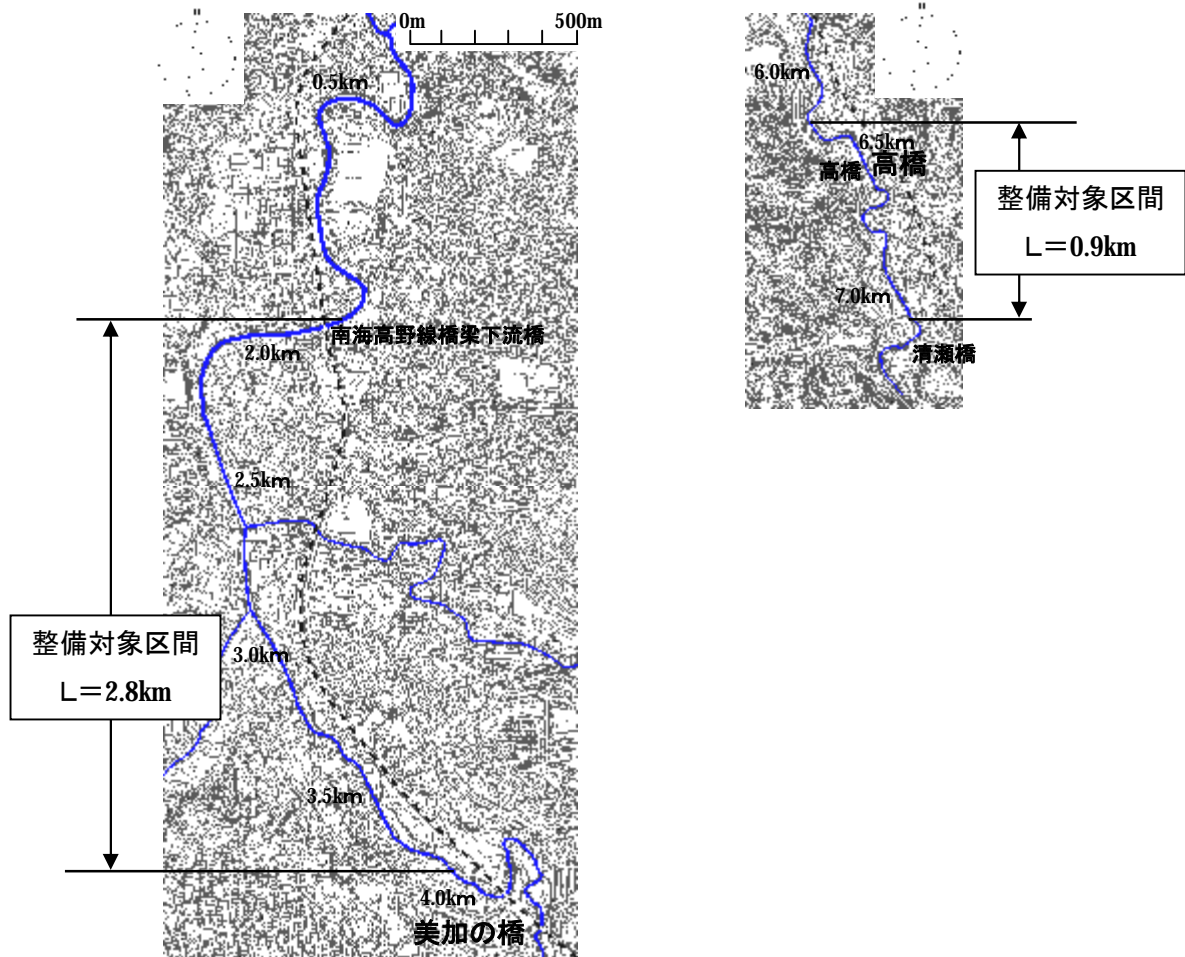 0m 500m
0.5km
南海高野線橋梁下流橋
2.0km
2.5km
整備対象区間
L=2.8km
3.0km
3.5km
4.0km
美加の橋
6.0km
6.5km
高橋 高橋
整備対象区間
L=0.9km
7.0km
清瀬橋